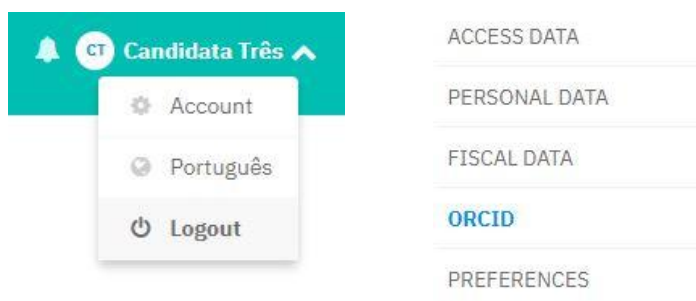 CT Candidata Três
Account
Português
Logout
ACCESS DATA
PERSONAL DATA
FISCAL DATA
ORCID
PREFERENCES